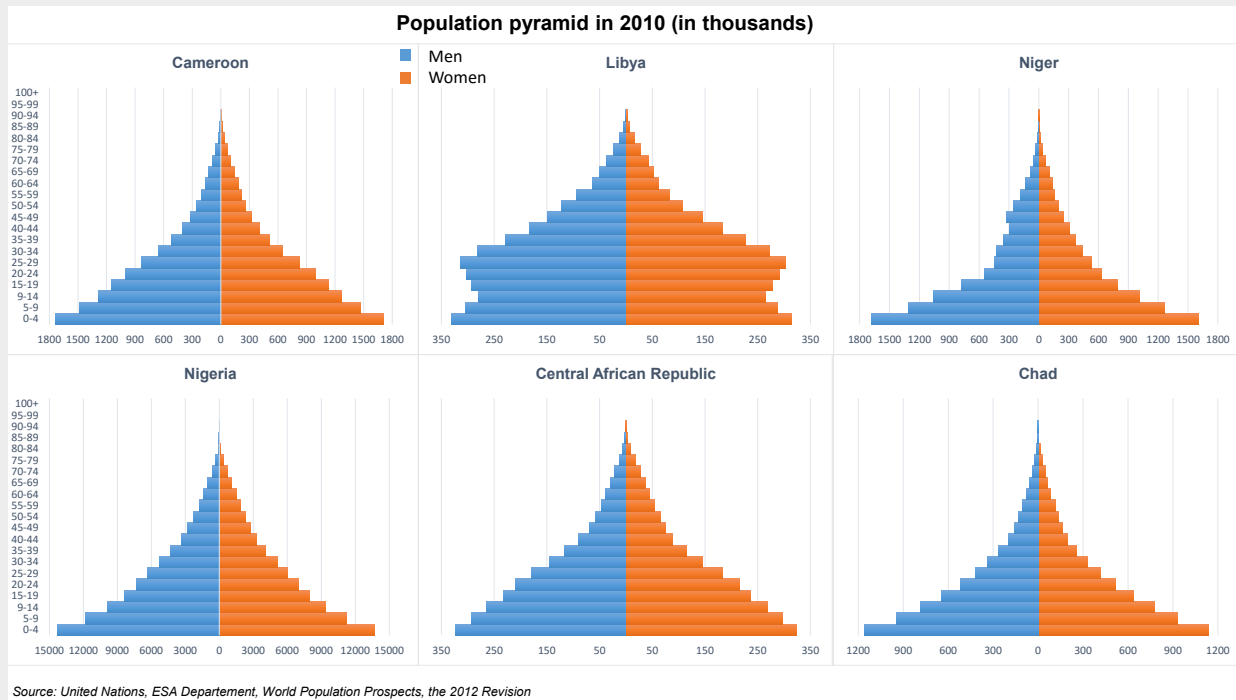 Population pyramid in 2010 (in thousands)
Men
Women
Cameroon
Libya
Niger
100+
95-99
90-94
85-89
80-84
75-79
70-74
65-69
60-64
55-59
50-54
45-49
40-44
35-39
30-34
25-29
20-24
15-19
9-14
5-9
0-4
1800 1500 1200 900 600 300 0 300 600 900 1200 1500 1800
350 250 150 50 50 150 250 350
1800 1500 1200 900 600 300 0 300 600 900 1200 1500 1800
Nigeria
Central African Republic
Chad
100+
95-99
90-94
85-89
80-84
75-79
70-74
65-69
60-64
55-59
50-54
45-49
40-44
35-39
30-34
25-29
20-24
15-19
9-14
5-9
0-4
15000 12000 9000 6000 3000 0 3000 6000 9000 12000 15000
350 250 150 50 50 150 250 350
1200 900 600 300 0 300 600 900 1200
Source: United Nations, ESA Departement, World Population Prospects, the 2012 Revision